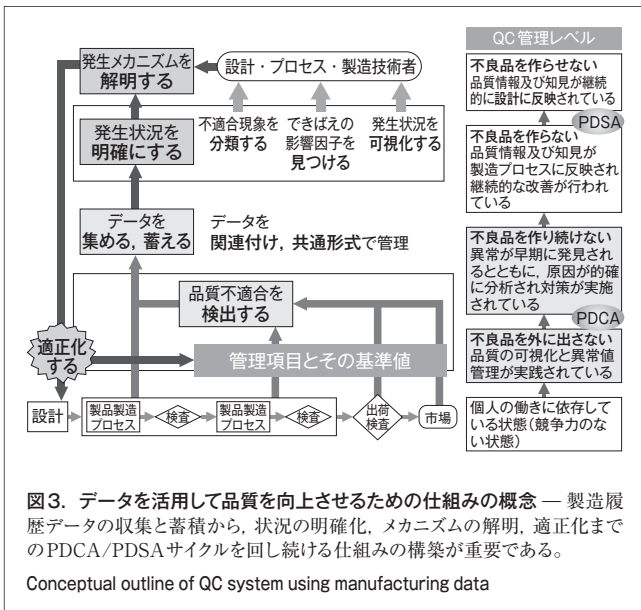 発生メカニズムを
解明する
設計・プロセス・製造技術者
発生状況を
明確にする
不適合現象を
分類する
できばえの
影響因子を
見つける
発生状況を
可視化する
データを
集める，蓄える
データを
関連付け，共通形式で管理
品質不適合を
検出する
適正化
する
管理項目とその基準値
設計
製品製造
プロセス
検査
製品製造
プロセス
検査
出荷
検査
市場
QC管理レベル
不良品を作らせない
品質情報及び知見が継続
的に設計に反映されている
PDSA
不良品を作らない
品質情報及び知見が
製造プロセスに反映され
継続的な改善が行われ
ている
不良品を作り続けない
異常が早期に発見され
るとともに，原因が的確
に分析され対策が実施
されている
PDCA
不良品を外に出さない
品質の可視化と異常値
管理が実践されている
個人の働きに依存して
いる状態（競争力のな
い状態）
図3．データを活用して品質を向上させるための仕組みの概念 — 製造履
歴データの収集と蓄積から，状況の明確化，メカニズムの解明，適正化まで
のPDCA/PDSAサイクルを回し続ける仕組みの構築が重要である。
Conceptual outline of QC system using manufacturing data